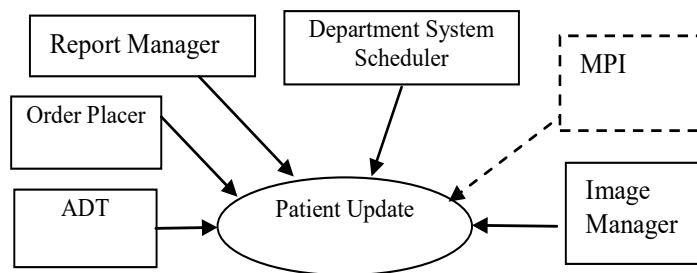 Report Manager
Department System
Scheduler
MPI
Order Placer
ADT
Patient Update
Image
Manager